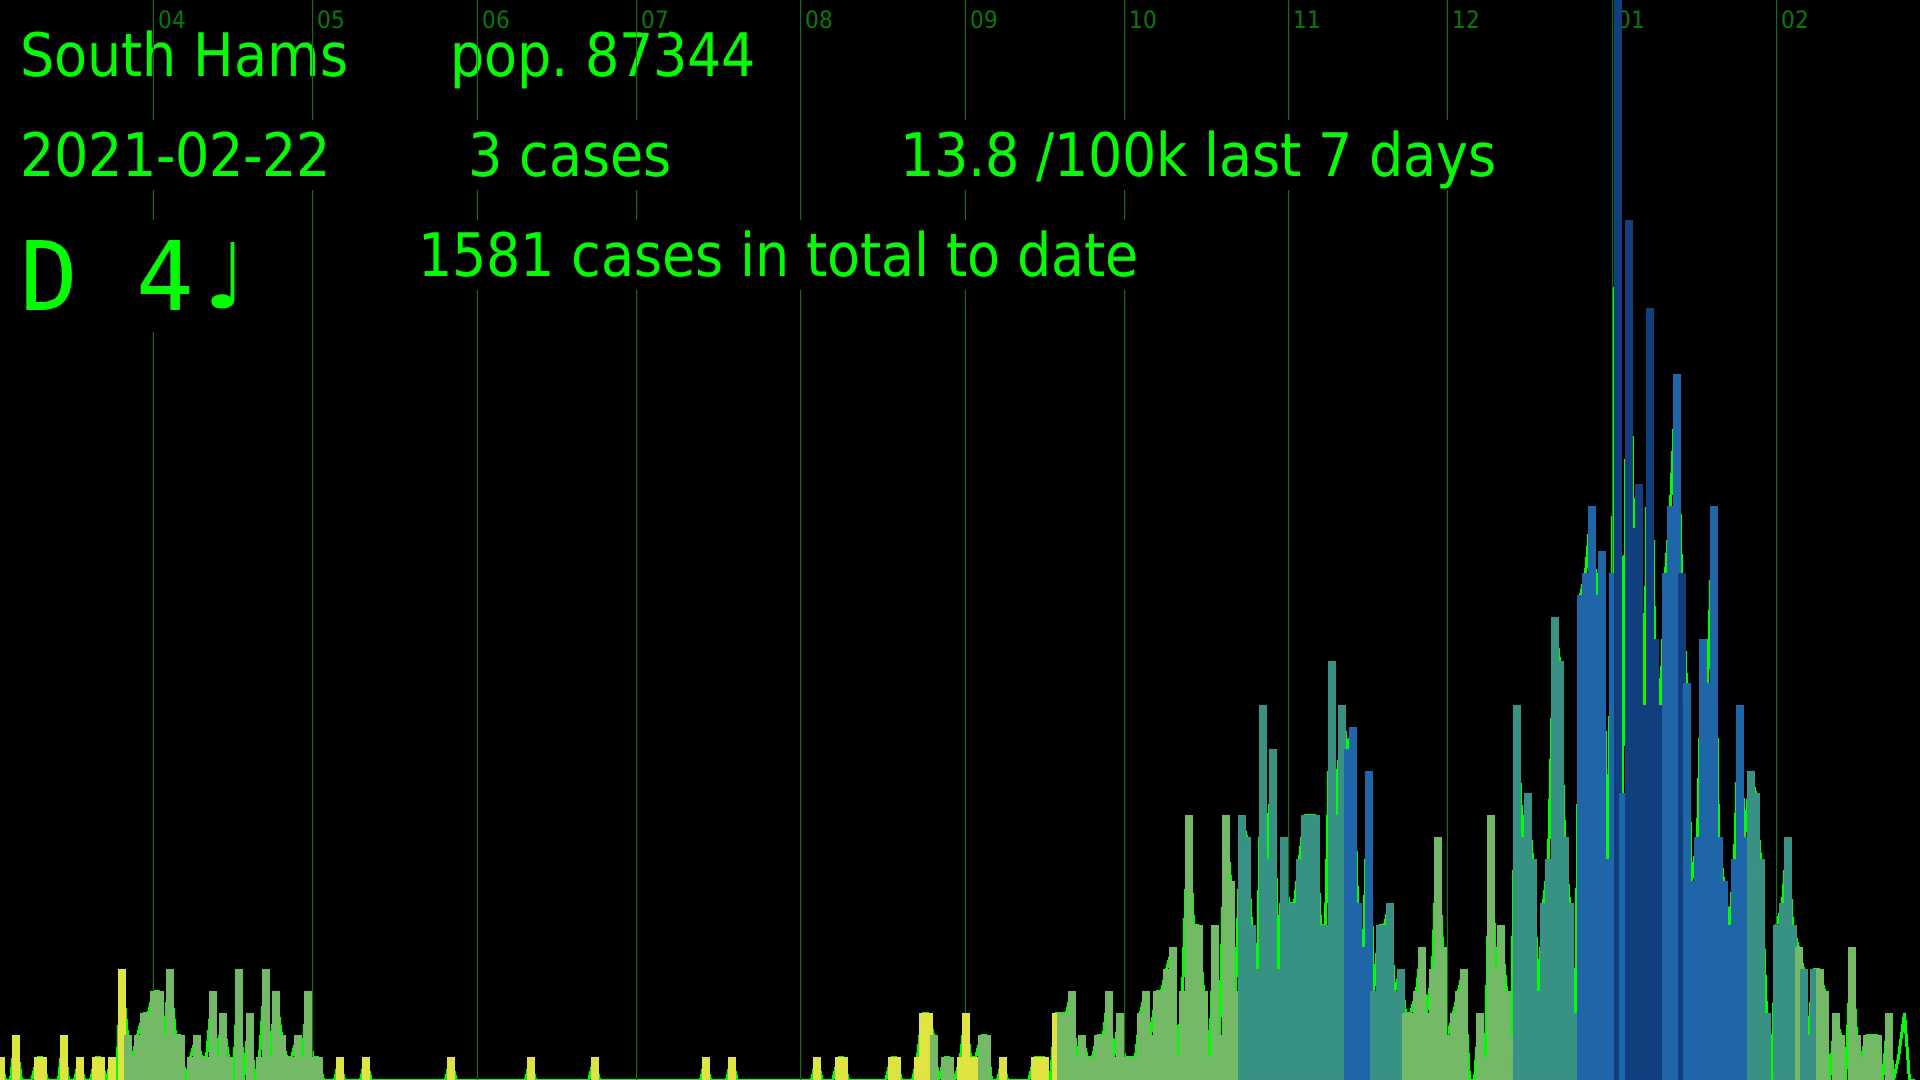 04 05 06 07 08 09 10 11 12 01 02
South Hams pop. 87344
2021-02-22 3 cases 13.8 /100k last 7 days
D 4♩ 1581 cases in total to date